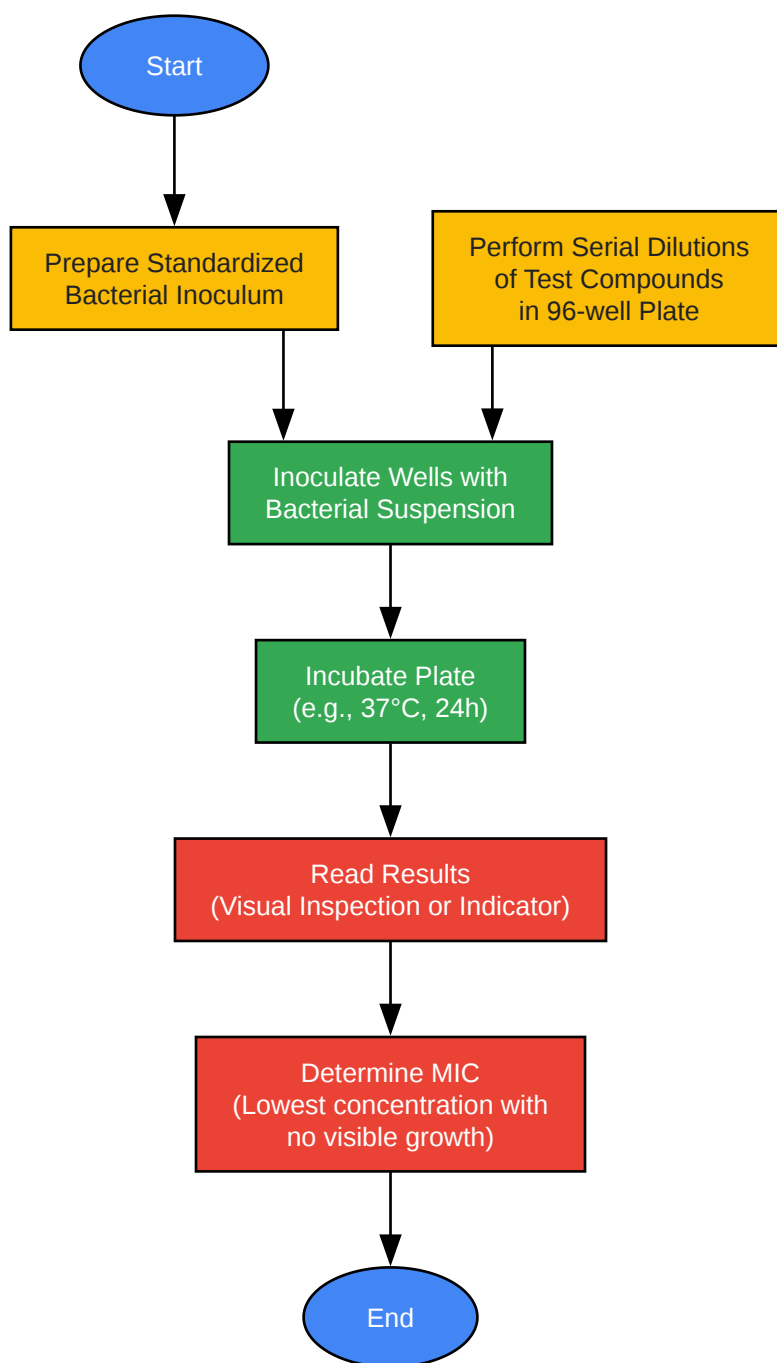 Start
Prepare Standardized
Bacterial Inoculum
Perform Serial Dilutions
of Test Compounds
in 96-well Plate
Inoculate Wells with
Bacterial Suspension
Incubate Plate
(e.g., 37°C, 24h)
Read Results
(Visual Inspection or Indicator)
Determine MIC
(Lowest concentration with
no visible growth)
End